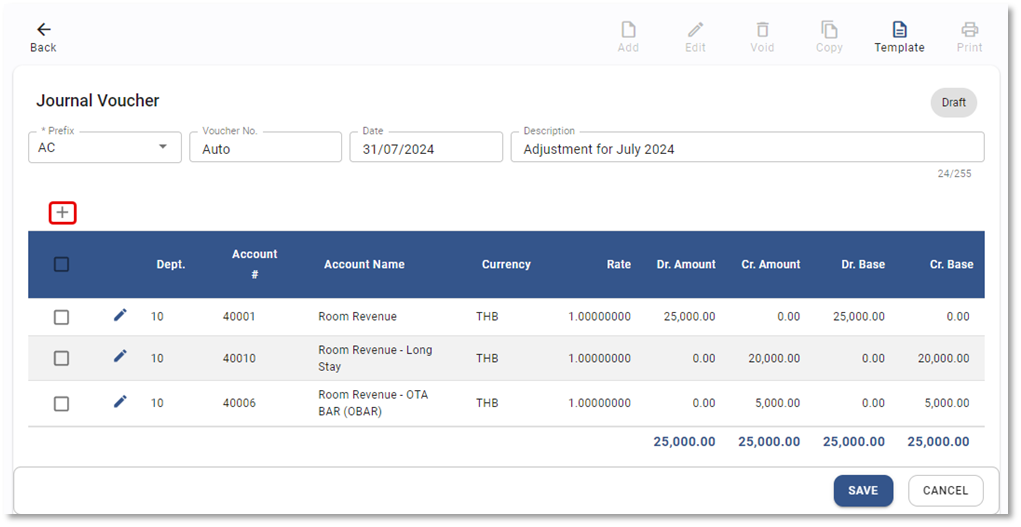 Back
Add Edit Void Copy Template Print
Journal Voucher
Draft
* Prefix Voucher No. Date Description
AC Auto 31/07/2024 Adjustment for July 2024
24/255
Dept. Account # Account Name Currency Rate Dr. Amount Cr. Amount Dr. Base Cr. Base
10 40001 Room Revenue THB 1.00000000 25,000.00 0.00 25,000.00 0.00
10 40010 Room Revenue - Long Stay THB 1.00000000 0.00 20,000.00 0.00 20,000.00
10 40006 Room Revenue - OTA BAR (OBAR) THB 1.00000000 0.00 5,000.00 0.00 5,000.00
25,000.00 25,000.00 25,000.00 25,000.00
SAVE CANCEL